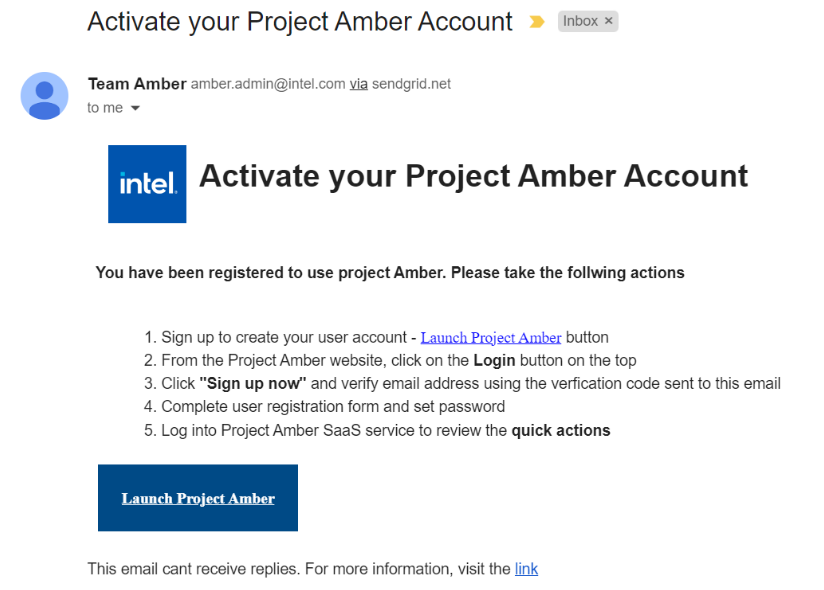 Activate your Project Amber Account
Inbox ×
Team Amber amber.admin@intel.com via sendgrid.net
to me
intel.
Activate your Project Amber Account
You have been registered to use project Amber. Please take the follwing actions
1. Sign up to create your user account - Launch Project Amber button
2. From the Project Amber website, click on the Login button on the top
3. Click "Sign up now" and verify email address using the verfication code sent to this email
4. Complete user registration form and set password
5. Log into Project Amber SaaS service to review the quick actions
Launch Project Amber
This email cant receive replies. For more information, visit the link